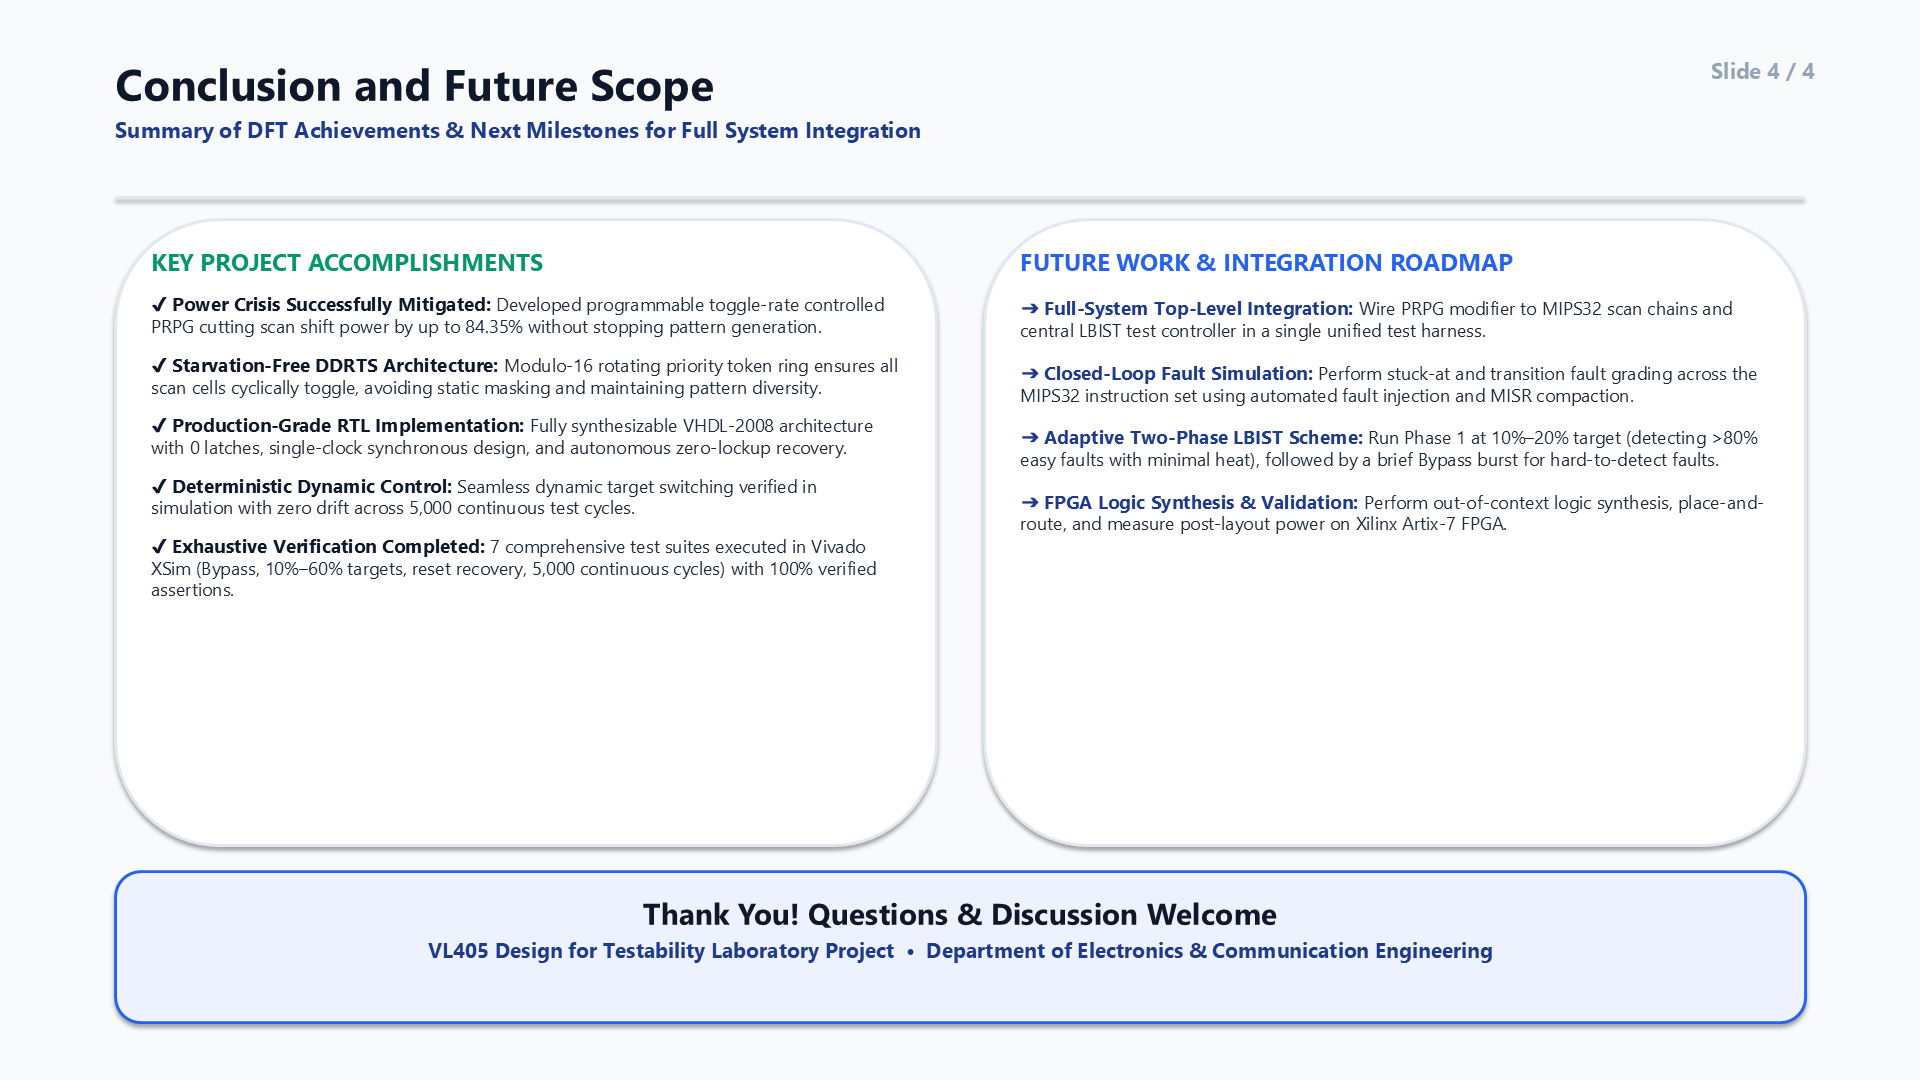 Conclusion and Future Scope
Slide 4 / 4
Summary of DFT Achievements & Next Milestones for Full System Integration
KEY PROJECT ACCOMPLISHMENTS
✔ Power Crisis Successfully Mitigated: Developed programmable toggle-rate controlled
PRPG cutting scan shift power by up to 84.35% without stopping pattern generation.
✔ Starvation-Free DDRTS Architecture: Modulo-16 rotating priority token ring ensures all
scan cells cyclically toggle, avoiding static masking and maintaining pattern diversity.
✔ Production-Grade RTL Implementation: Fully synthesizable VHDL-2008 architecture
with 0 latches, single-clock synchronous design, and autonomous zero-lockup recovery.
✔ Deterministic Dynamic Control: Seamless dynamic target switching verified in
simulation with zero drift across 5,000 continuous test cycles.
✔ Exhaustive Verification Completed: 7 comprehensive test suites executed in Vivado
XSim (Bypass, 10%–60% targets, reset recovery, 5,000 continuous cycles) with 100% verified
assertions.
FUTURE WORK & INTEGRATION ROADMAP
➔ Full-System Top-Level Integration: Wire PRPG modifier to MIPS32 scan chains and
central LBIST test controller in a single unified test harness.
➔ Closed-Loop Fault Simulation: Perform stuck-at and transition fault grading across the
MIPS32 instruction set using automated fault injection and MISR compaction.
➔ Adaptive Two-Phase LBIST Scheme: Run Phase 1 at 10%–20% target (detecting >80%
easy faults with minimal heat), followed by a brief Bypass burst for hard-to-detect faults.
➔ FPGA Logic Synthesis & Validation: Perform out-of-context logic synthesis, place-and-
route, and measure post-layout power on Xilinx Artix-7 FPGA.
Thank You! Questions & Discussion Welcome
VL405 Design for Testability Laboratory Project • Department of Electronics & Communication Engineering